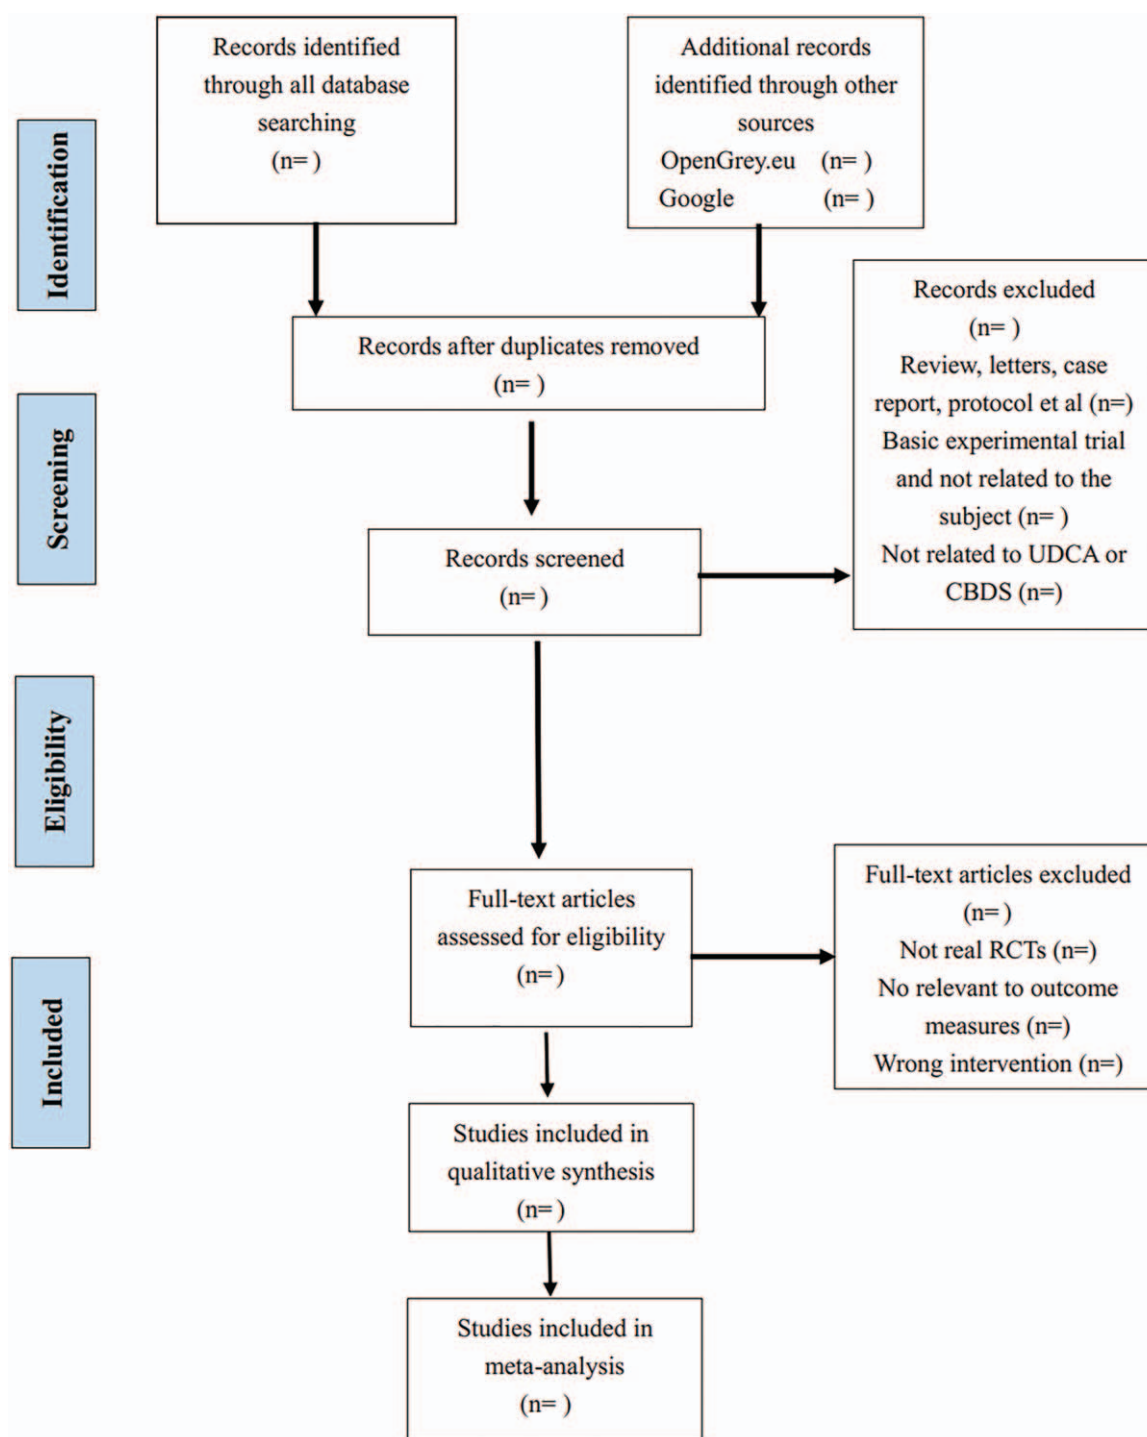 Records identified
through all database
searching
(n= )
Additional records
identified through other
sources
OpenGrey.eu (n= )
Google (n= )
Identification
Records excluded
(n= )
Review, letters, case
report, protocol et al (n=)
Basic experimental trial
and not related to the
subject (n= )
Not related to UDCA or
CBDS (n=)
Records after duplicates removed
(n= )
Screening
Records screened
(n= )
Eligibility
Full-text articles
assessed for eligibility
(n= )
Full-text articles excluded
(n= )
Not real RCTs (n=)
No relevant to outcome
measures (n=)
Wrong intervention (n=)
Included
Studies included in
qualitative synthesis
(n= )
Studies included in
meta-analysis
(n= )